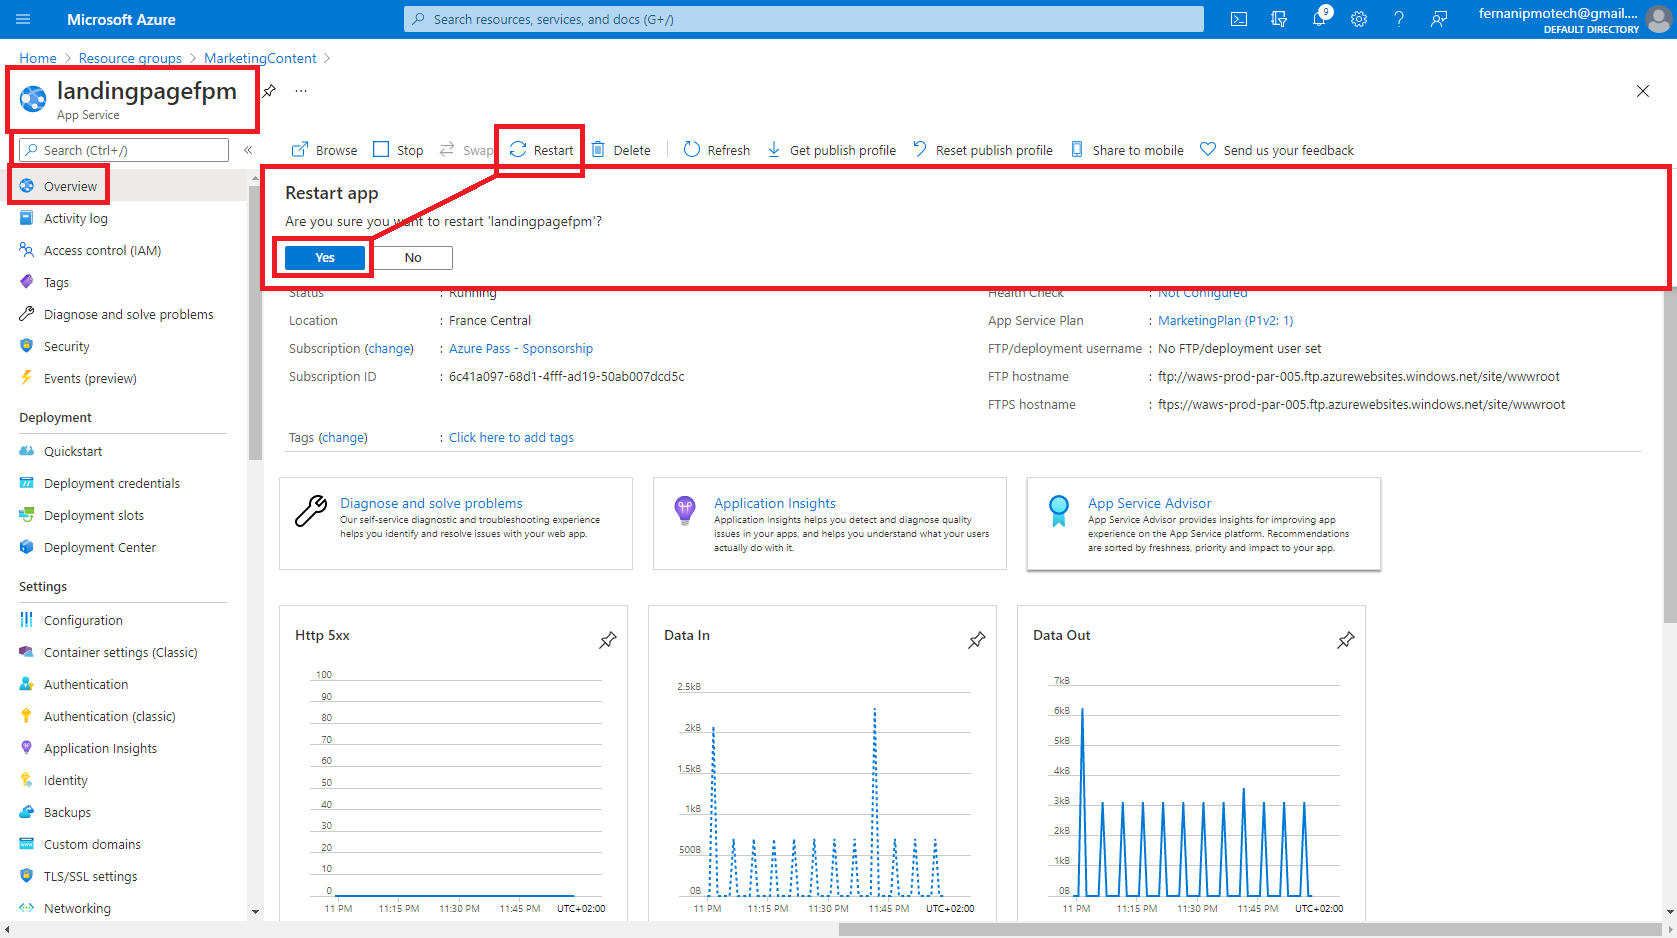 Microsoft Azure
Search resources, services, and docs (G+/)
9
fernanipmotech@gmail....
DEFAULT DIRECTORY
Home > Resource groups > MarketingContent >
landingpagefpm
App Service
Search (Ctrl+/)
Browse Stop Swap Restart Delete Refresh Get publish profile Reset publish profile Share to mobile Send us your feedback
Restart app
Are you sure you want to restart 'landingpagefpm'?
Yes No
Overview
Activity log
Access control (IAM)
Tags
Diagnose and solve problems
Security
Events (preview)
Deployment
Quickstart
Deployment credentials
Deployment slots
Deployment Center
Settings
Configuration
Container settings (Classic)
Authentication
Authentication (classic)
Application Insights
Identity
Backups
Custom domains
TLS/SSL settings
Networking
Status : Running
Location : France Central
Subscription (change) : Azure Pass - Sponsorship
Subscription ID : 6c41a097-68d1-4fff-ad19-50ab007dcd5c
Tags (change) : Click here to add tags
Health Check : Not Configured
App Service Plan : MarketingPlan (P1v2: 1)
FTP/deployment username : No FTP/deployment user set
FTP hostname : ftp://waws-prod-par-005.ftp.azurewebsites.windows.net/site/wwwroot
FTPS hostname : ftps://waws-prod-par-005.ftp.azurewebsites.windows.net/site/wwwroot
Diagnose and solve problems
Our self-service diagnostic and troubleshooting experience
helps you identify and resolve issues with your web app.
Application Insights
Application Insights helps you detect and diagnose quality
issues in your apps, and helps you understand what your users
actually do with it.
App Service Advisor
App Service Advisor provides insights for improving app
experience on the App Service platform. Recommendations
are sorted by freshness, priority and impact to your app.
Http 5xx
100
90
80
70
60
50
40
30
20
10
0
11 PM 11:15 PM 11:30 PM 11:45 PM UTC+02:00
Data In
2.5kB
2kB
1.5kB
1kB
500B
0B
11 PM 11:15 PM 11:30 PM 11:45 PM UTC+02:00
Data Out
7kB
6kB
5kB
4kB
3kB
2kB
1kB
0B
11 PM 11:15 PM 11:30 PM 11:45 PM UTC+02:00